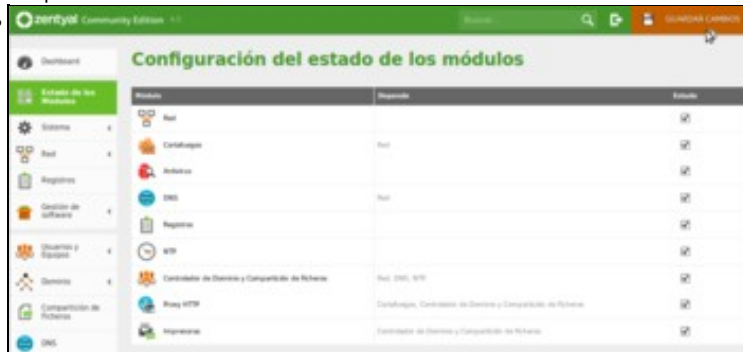 zentyal Community Edition
Buscar...
GUARDAR CAMBIOS
Dashboard
Estado de los
Módulos
Sistema
Red
Registros
Gestión de
software
Usuarios y
Equipos
Dominio
Compartición de
Ficheros
DNS
Configuración del estado de los módulos
Módulo Depende Estado
Red
Cortafuegos Red
Antivirus
DNS Red
Registros
NTP
Controlador de Dominio y Compartición de Ficheros Red, DNS, NTP
Proxy HTTP Cortafuegos, Controlador de Dominio y Compartición de Ficheros
Impresoras Controlador de Dominio y Compartición de Ficheros